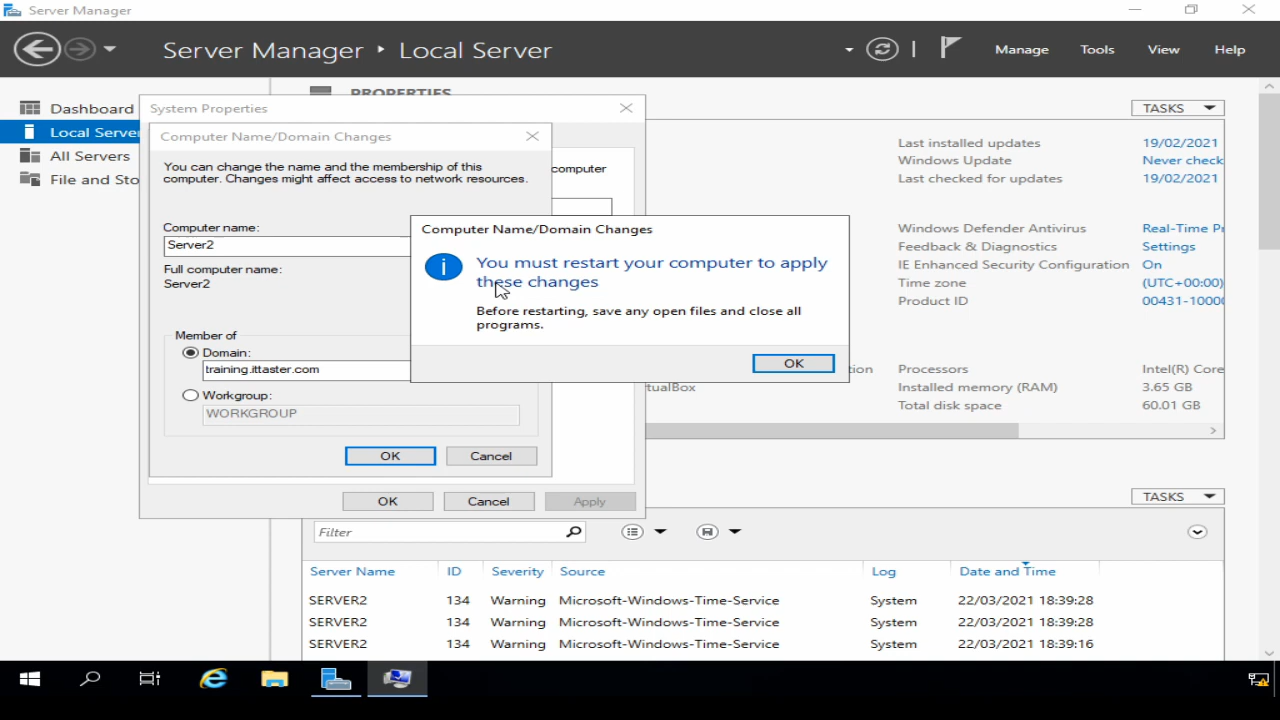 Server Manager
Server Manager ‣ Local Server
Manage Tools View Help
Dashboard
Local Serve
All Servers
File and Sto
PROPERTIES
TASKS
System Properties
computer
Computer Name/Domain Changes
You can change the name and the membership of this
computer. Changes might affect access to network resources.
Computer name:
Server2
Full computer name:
Server2
Member of
Domain:
training.ittaster.com
Workgroup:
WORKGROUP
OK Cancel
OK Cancel Apply
Computer Name/Domain Changes
You must restart your computer to apply
these changes
Before restarting, save any open files and close all
programs.
OK
Last installed updates 19/02/2021
Windows Update Never check
Last checked for updates 19/02/2021
Windows Defender Antivirus Real-Time Pr
Feedback & Diagnostics Settings
IE Enhanced Security Configuration On
Time zone (UTC+00:00)
Product ID 00431-1000
tion Processors Intel(R) Core
tualBox Installed memory (RAM) 3.65 GB
Total disk space 60.01 GB
TASKS
Filter
Server Name ID Severity Source Log Date and Time
SERVER2 134 Warning Microsoft-Windows-Time-Service System 22/03/2021 18:39:28
SERVER2 134 Warning Microsoft-Windows-Time-Service System 22/03/2021 18:39:28
SERVER2 134 Warning Microsoft-Windows-Time-Service System 22/03/2021 18:39:16